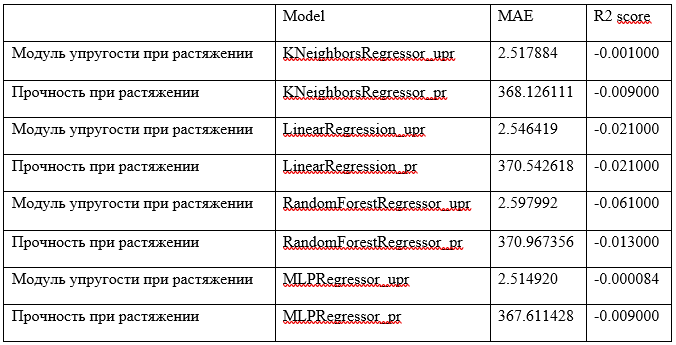 Model MAE R2 score
Модуль упругости при растяжении KNeighborsRegressor_upr 2.517884 -0.001000
Прочность при растяжении KNeighborsRegressor_pr 368.126111 -0.009000
Модуль упругости при растяжении LinearRegression_upr 2.546419 -0.021000
Прочность при растяжении LinearRegression_pr 370.542618 -0.021000
Модуль упругости при растяжении RandomForestRegressor_upr 2.597992 -0.061000
Прочность при растяжении RandomForestRegressor_pr 370.967356 -0.013000
Модуль упругости при растяжении MLPRegressor_upr 2.514920 -0.000084
Прочность при растяжении MLPRegressor_pr 367.611428 -0.009000